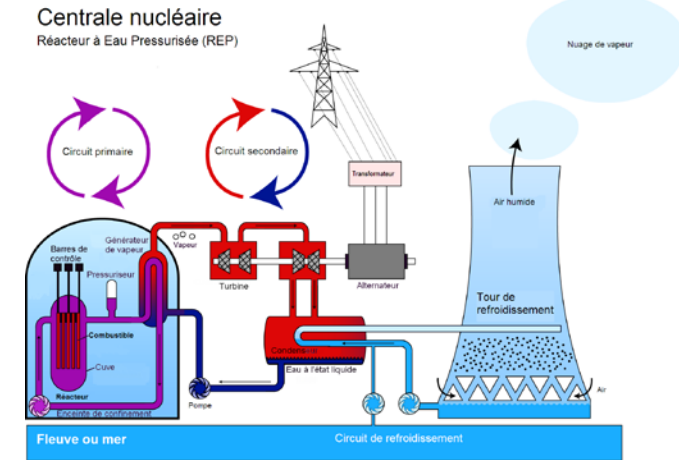 Centrale nucléaire
Réacteur à Eau Pressurisée (REP)
Nuage de vapeur
Circuit primaire
Circuit secondaire
Transformateur
Air humide
Barres de
contrôle
Générateur
de vapeur
Vapeur
Pressuriseur
Turbine
Alternateur
Tour de
refroidissement
Combustible
Condenseur
Cuve
Eau à l'état liquide
Réacteur
Pompe
Air
Enceinte de confinement
Fleuve ou mer
Circuit de refroidissement